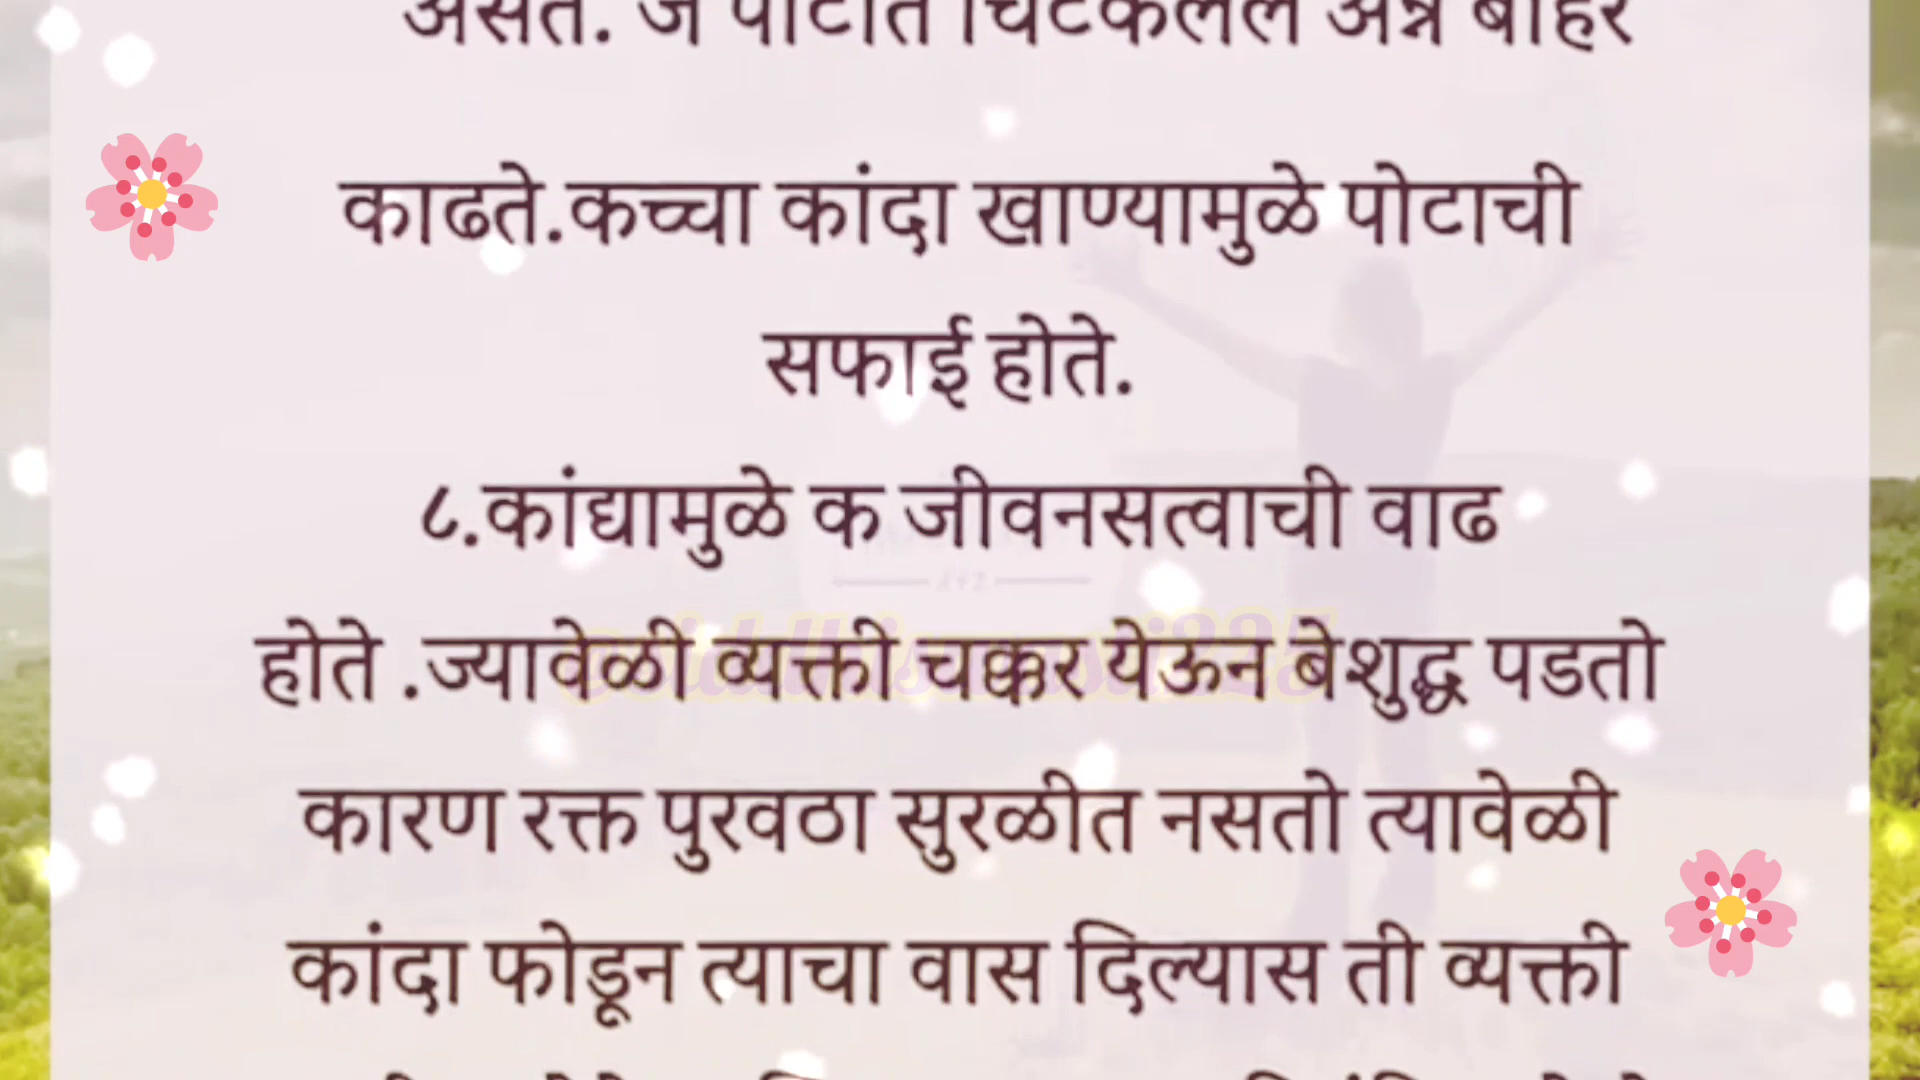 असते. जे पोटात चिटकलेले अन्न बाहेर
काढते.कच्चा कांदा खाण्यामुळे पोटाची
सफाई होते.
८.कांद्यामुळे क जीवनसत्वाची वाढ
होते .ज्यावेळी व्यक्ती चक्कर येऊन बेशुद्ध पडतो
कारण रक्त पुरवठा सुरळीत नसतो त्यावेळी
कांदा फोडून त्याचा वास दिल्यास ती व्यक्ती